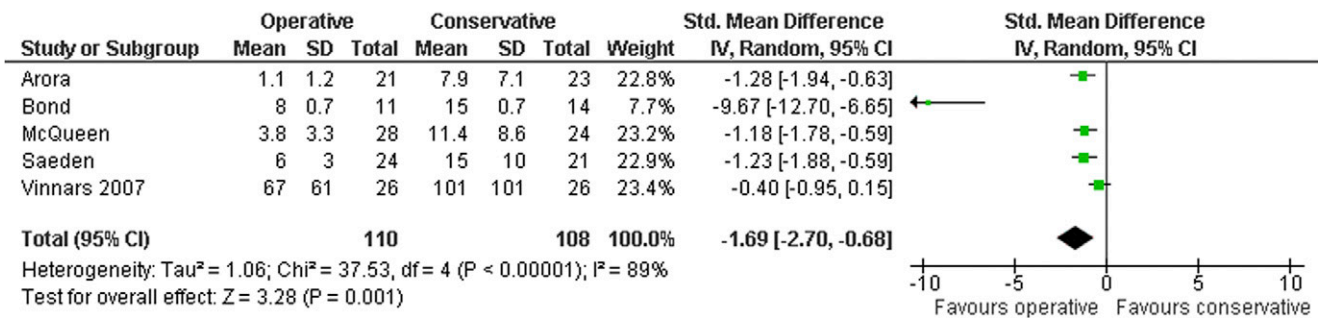 Operative Conservative Std. Mean Difference Std. Mean Difference
Study or Subgroup Mean SD Total Mean SD Total Weight IV, Random, 95% CI IV, Random, 95% CI
Arora 1.1 1.2 21 7.9 7.1 23 22.8% -1.28 [-1.94, -0.63]
Bond 8 0.7 11 15 0.7 14 7.7% -9.67 [-12.70, -6.65]
McQueen 3.8 3.3 28 11.4 8.6 24 23.2% -1.18 [-1.78, -0.59]
Saeden 6 3 24 15 10 21 22.9% -1.23 [-1.88, -0.59]
Vinnars 2007 67 61 26 101 101 26 23.4% -0.40 [-0.95, 0.15]
Total (95% CI) 110 108 100.0% -1.69 [-2.70, -0.68]
Heterogeneity: Tau² = 1.06; Chi² = 37.53, df = 4 (P < 0.00001); I² = 89%
Test for overall effect: Z = 3.28 (P = 0.001)
-10 -5 0 5 10
Favours operative Favours conservative